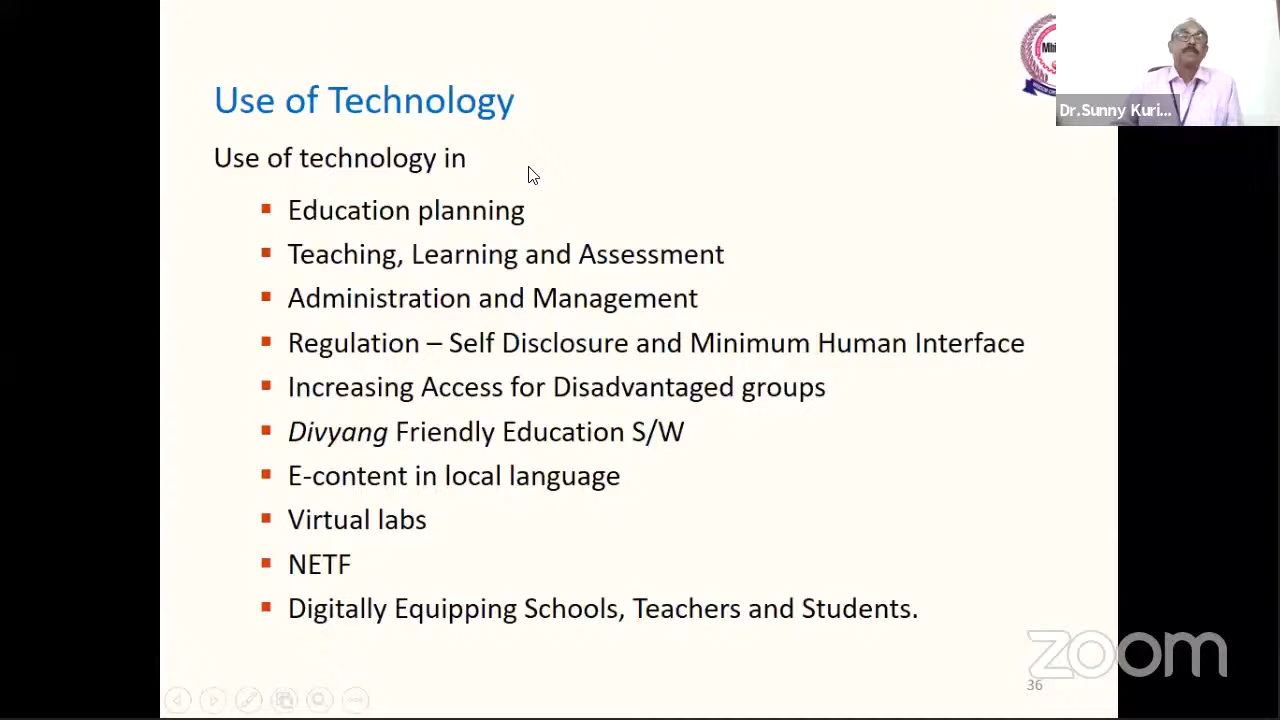 Use of Technology
Use of technology in
Education planning
Teaching, Learning and Assessment
Administration and Management
Regulation – Self Disclosure and Minimum Human Interface
Increasing Access for Disadvantaged groups
Divyang Friendly Education S/W
E-content in local language
Virtual labs
NETF
Digitally Equipping Schools, Teachers and Students.
Dr.Sunny Kuri...
zoom
36